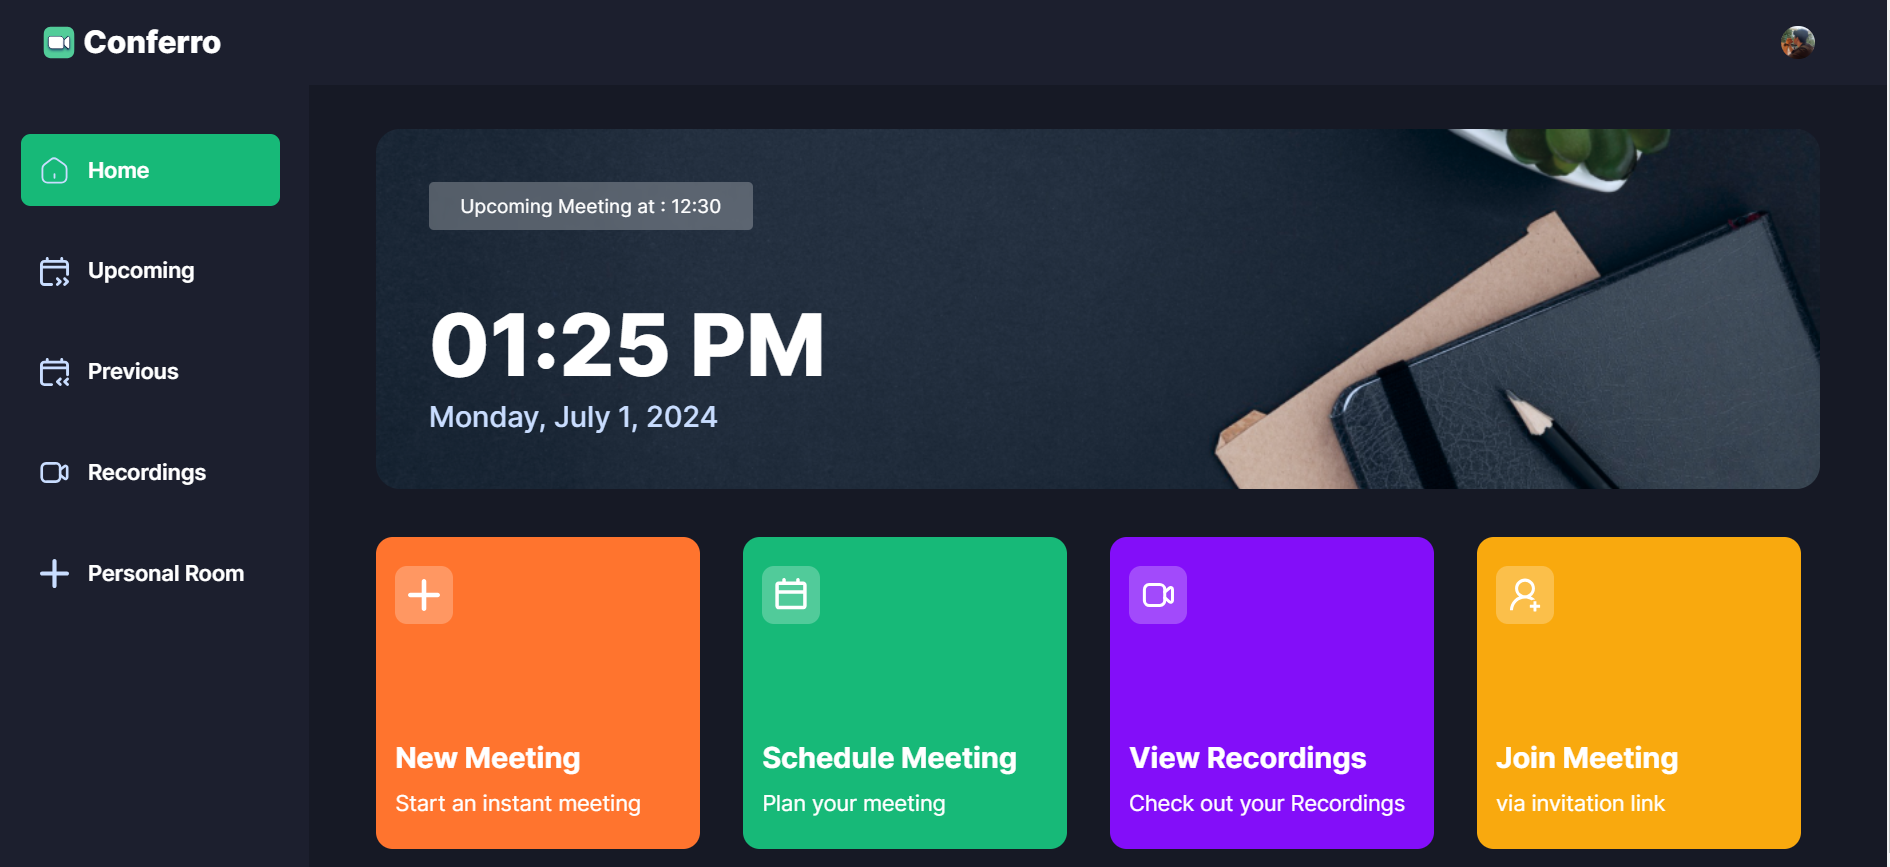 Conferro
Home
Upcoming
Previous
Recordings
Personal Room
Upcoming Meeting at : 12:30
01:25 PM
Monday, July 1, 2024
New Meeting
Start an instant meeting
Schedule Meeting
Plan your meeting
View Recordings
Check out your Recordings
Join Meeting
via invitation link